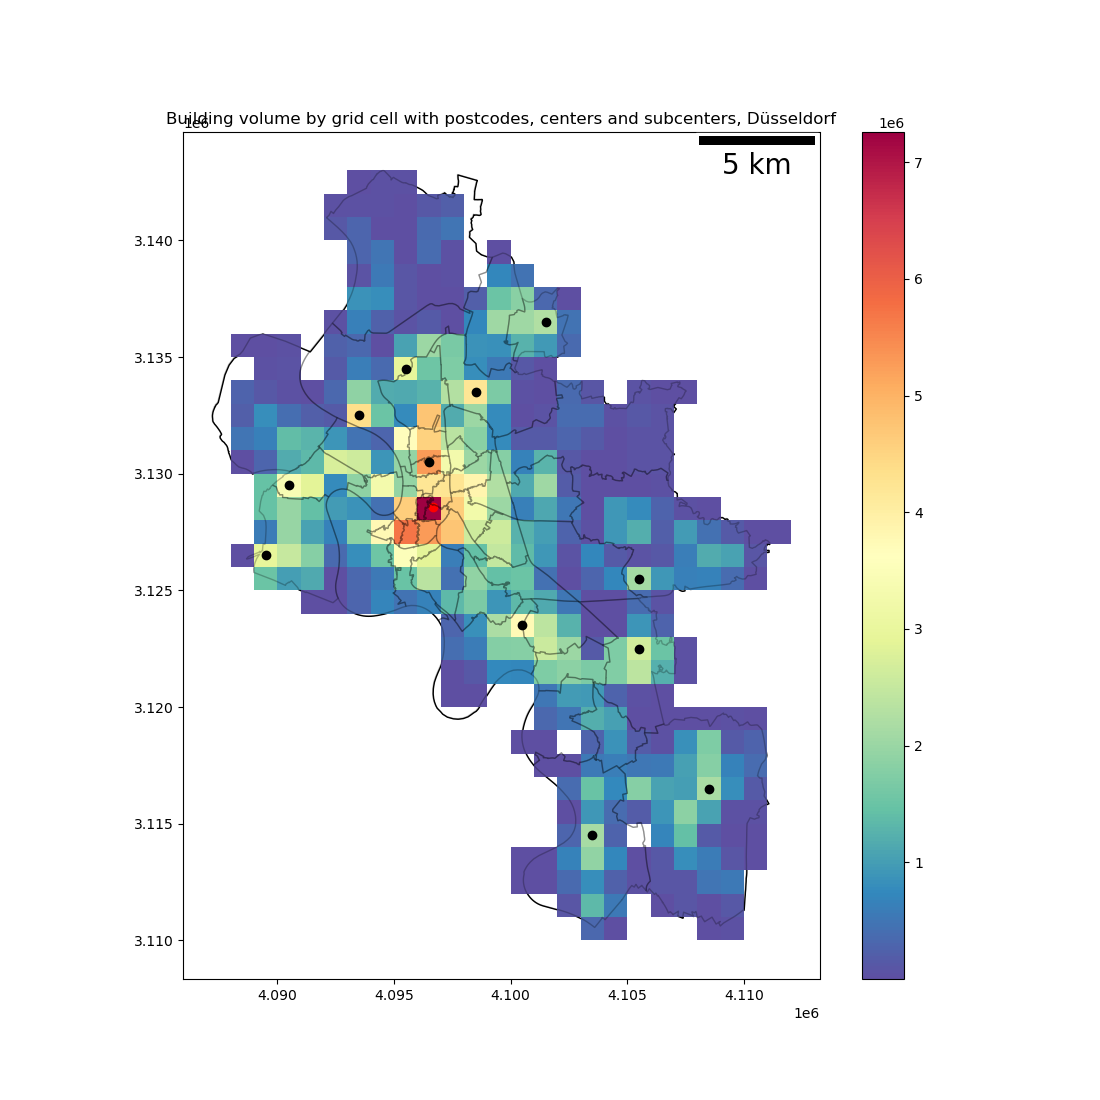 Building volume by grid cell with postcodes, centers and subcenters, Düsseldorf
1e6
1e6
5 km
7
6
5
4
3
2
1
3.140
3.135
3.130
3.125
3.120
3.115
3.110
4.090 4.095 4.100 4.105 4.110
1e6